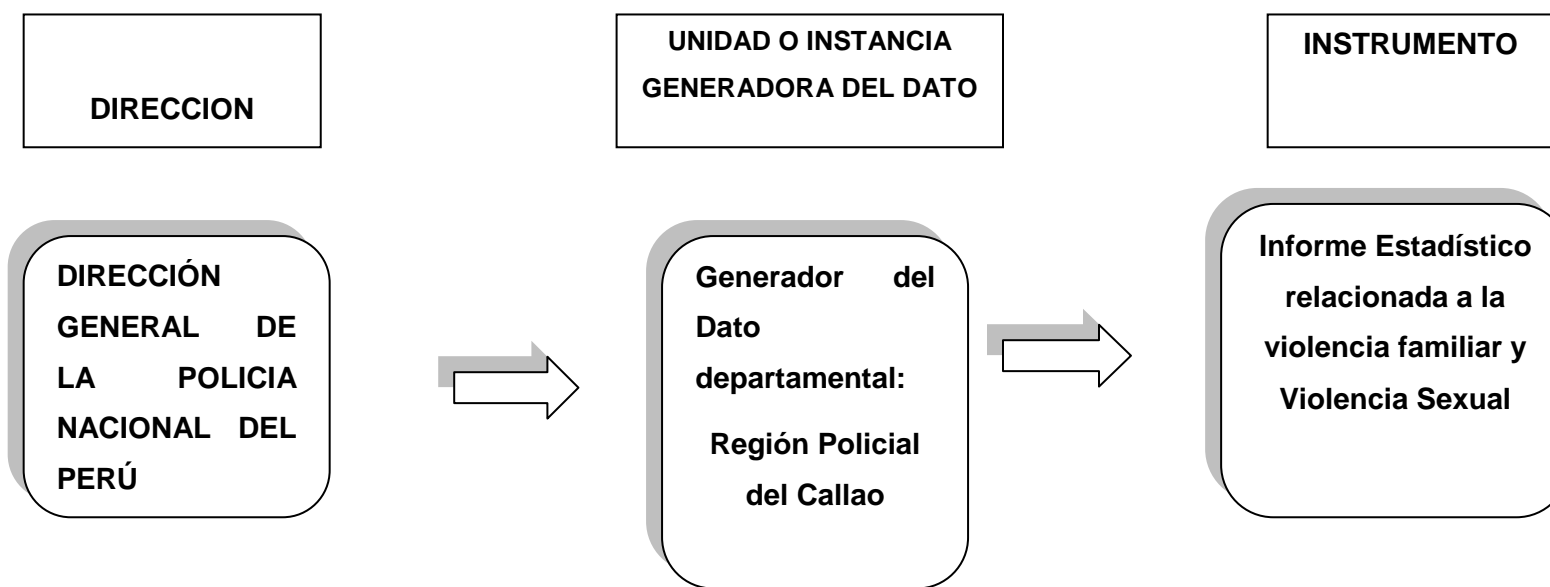 DIRECCION
UNIDAD O INSTANCIA
GENERADORA DEL DATO
INSTRUMENTO
DIRECCIÓN
GENERAL DE
LA POLICIA
NACIONAL DEL
PERÚ
Generador del
Dato
departamental:
Región Policial
del Callao
Informe Estadístico
relacionada a la
violencia familiar y
Violencia Sexual